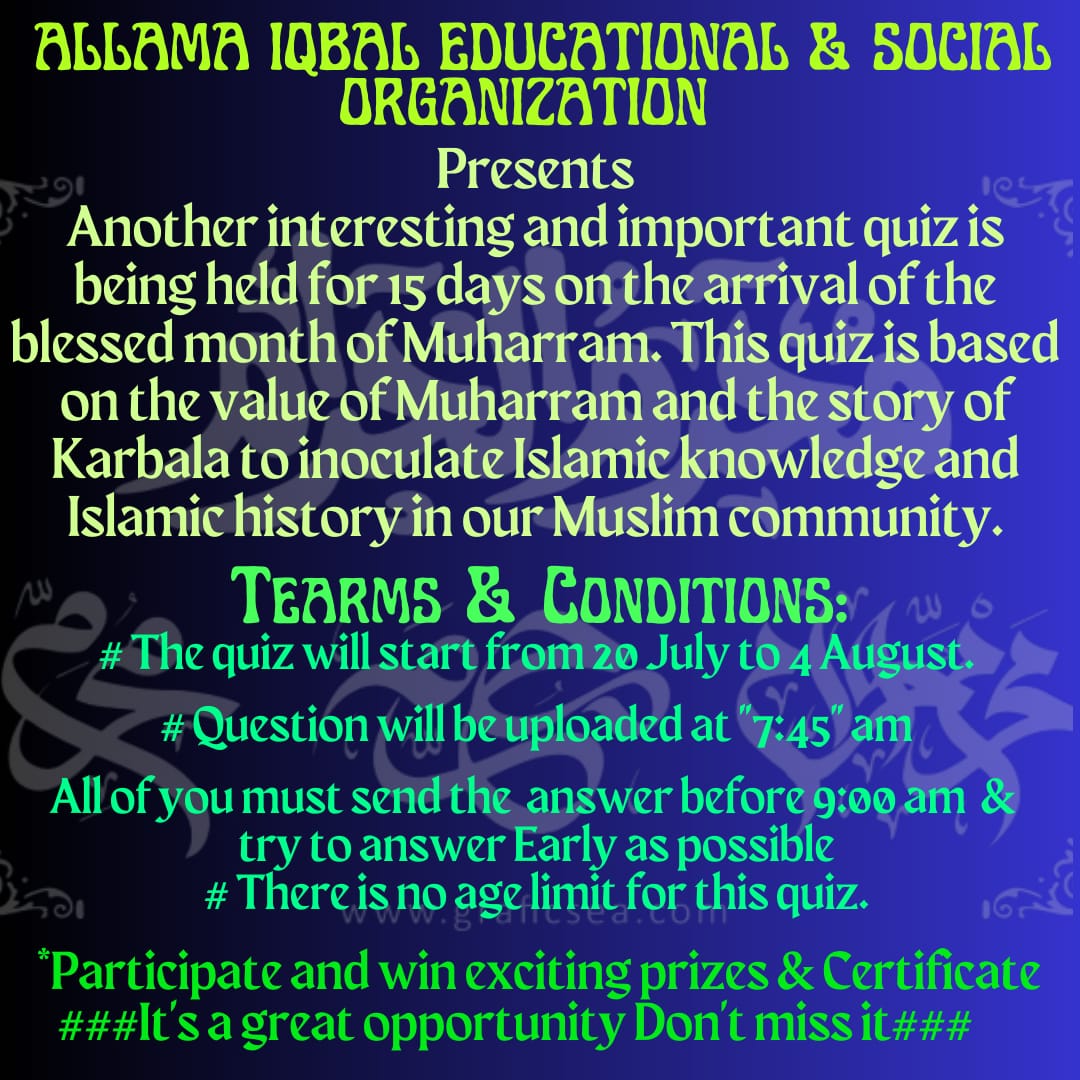 ALLAMA IQBAL EDUCATIONAL & SOCIAL
ORGANIZATION
Presents
Another interesting and important quiz is
being held for 15 days on the arrival of the
blessed month of Muharram. This quiz is based
on the value of Muharram and the story of
Karbala to inoculate Islamic knowledge and
Islamic history in our Muslim community.
TEARMS & CONDITIONS:
# The quiz will start from 20 July to 4 August.
# Question will be uploaded at "7:45" am
All of you must send the answer before 9:00 am &
try to answer Early as possible
# There is no age limit for this quiz.
www.graficsea.com
*Participate and win exciting prizes & Certificate
###It's a great opportunity Don't miss it###